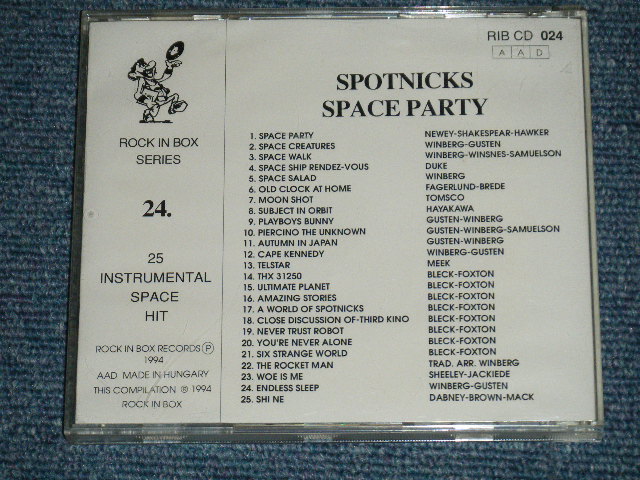 RIB CD 024
A A D
SPOTNICKS
SPACE PARTY
ROCK IN BOX
SERIES
24.
25
INSTRUMENTAL
SPACE
HIT
ROCK IN BOX RECORDS Ⓟ
1994
AAD MADE IN HUNGARY
THIS COMPILATION © 1994
ROCK IN BOX
1. SPACE PARTY NEWEY-SHAKESPEAR-HAWKER
2. SPACE CREATURES WINBERG-GUSTEN
3. SPACE WALK WINBERG-WINSNES-SAMUELSON
4. SPACE SHIP RENDEZ-VOUS DUKE
5. SPACE SALAD WINBERG
6. OLD CLOCK AT HOME FAGERLUND-BREDE
7. MOON SHOT TOMSCO
8. SUBJECT IN ORBIT HAYAKAWA
9. PLAYBOYS BUNNY GUSTEN-WINBERG
10. PIERCINO THE UNKNOWN GUSTEN-WINBERG-SAMUELSON
11. AUTUMN IN JAPAN GUSTEN-WINBERG
12. CAPE KENNEDY WINBERG-GUSTEN
13. TELSTAR MEEK
14. THX 31250 BLECK-FOXTON
15. ULTIMATE PLANET BLECK-FOXTON
16. AMAZING STORIES BLECK-FOXTON
17. A WORLD OF SPOTNICKS BLECK-FOXTON
18. CLOSE DISCUSSION OF-THIRD KINO BLECK-FOXTON
19. NEVER TRUST ROBOT BLECK-FOXTON
20. YOU'RE NEVER ALONE BLECK-FOXTON
21. SIX STRANGE WORLD BLECK-FOXTON
22. THE ROCKET MAN TRAD. ARR. WINBERG
23. WOE IS ME SHEELEY-JACKIEDE
24. ENDLESS SLEEP WINBERG-GUSTEN
25. SHI NE DABNEY-BROWN-MACK